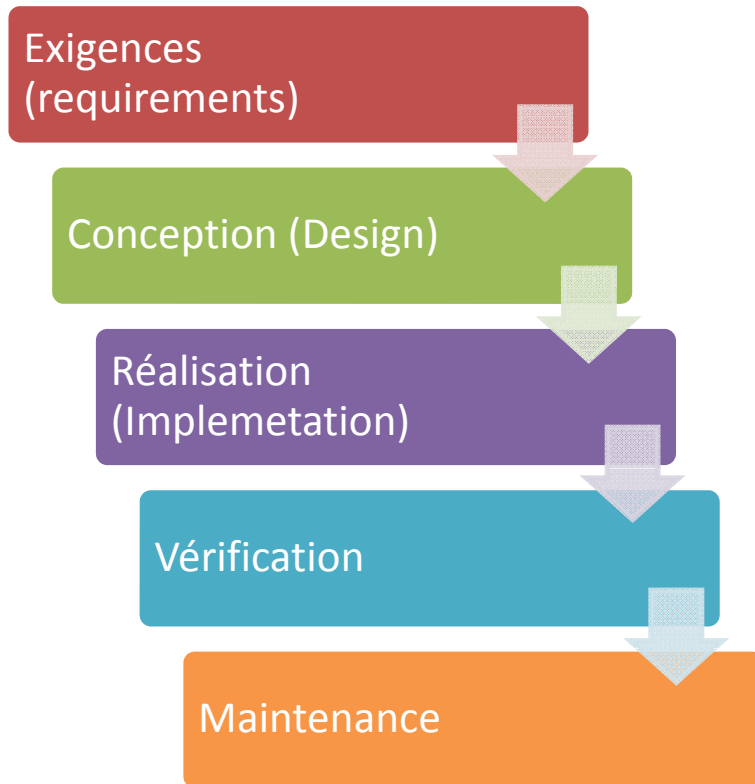 Exigences
(requirements)
Conception (Design)
Réalisation
(Implemetation)
Vérification
Maintenance